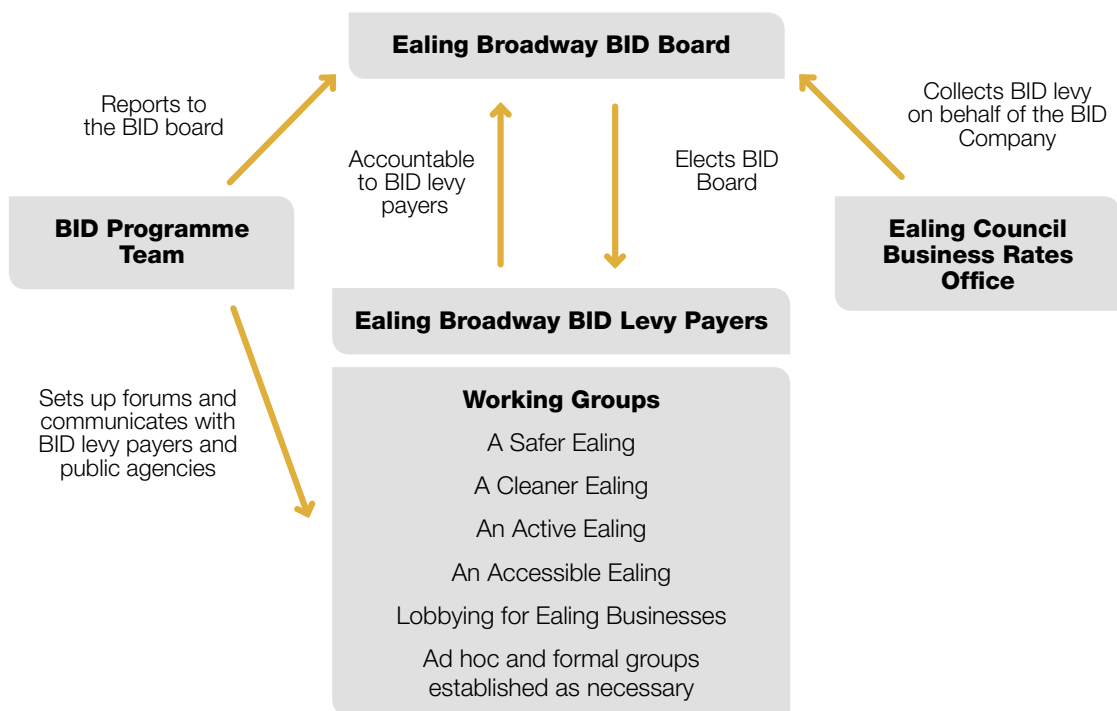 Ealing Broadway BID Board
Reports to
the BID board
Accountable
to BID levy
payers
Elects BID
Board
Collects BID levy
on behalf of the BID
Company
BID Programme
Team
Ealing Council
Business Rates
Office
Ealing Broadway BID Levy Payers
Sets up forums and
communicates with
BID levy payers and
public agencies
Working Groups
A Safer Ealing
A Cleaner Ealing
An Active Ealing
An Accessible Ealing
Lobbying for Ealing Businesses
Ad hoc and formal groups
established as necessary